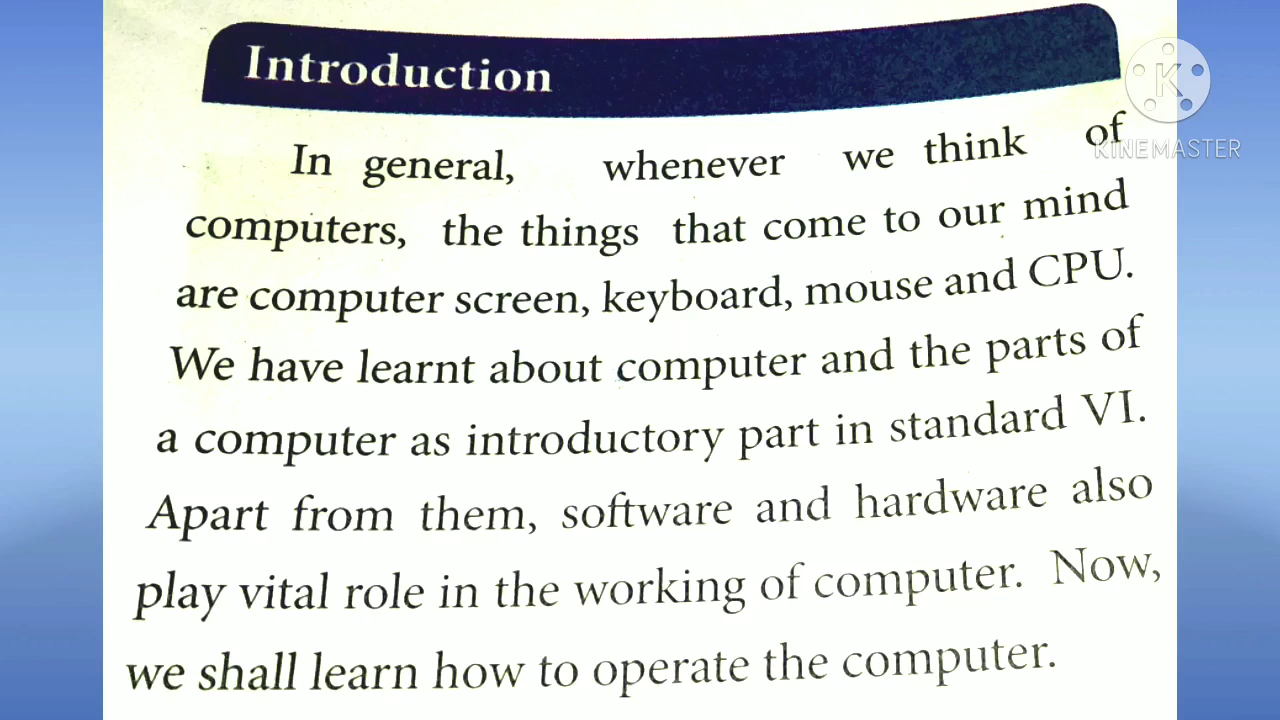 Introduction
In general, whenever we think of
computers, the things that come to our mind
are computer screen, keyboard, mouse and CPU.
We have learnt about computer and the parts of
a computer as introductory part in standard VI.
Apart from them, software and hardware also
play vital role in the working of computer. Now,
we shall learn how to operate the computer.
K
KINEMASTER